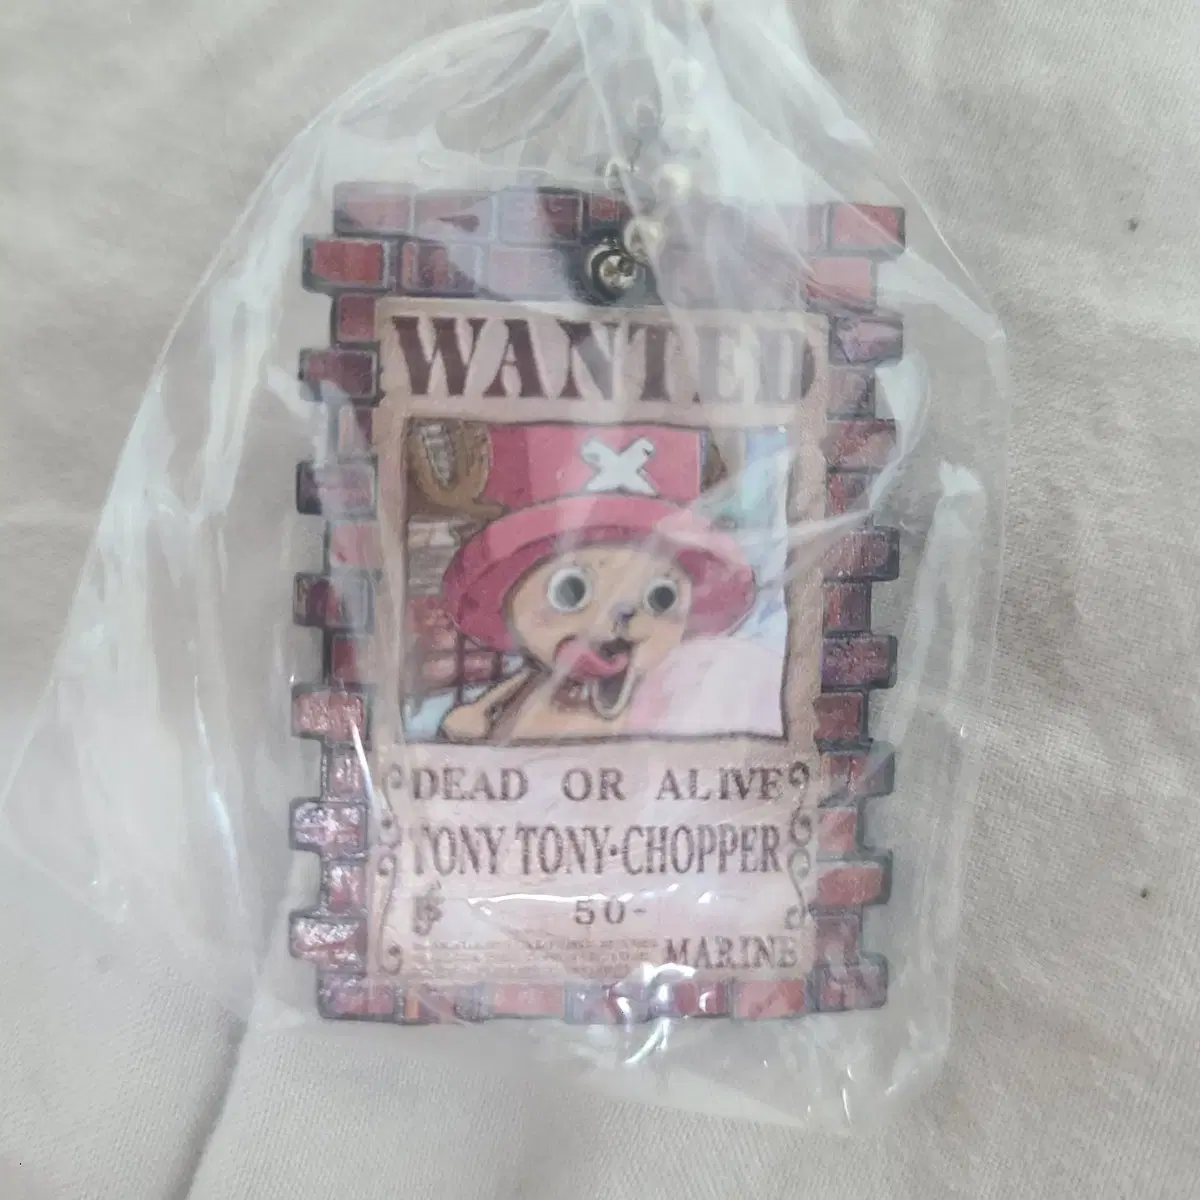 WANTED
DEAD OR ALIVE
TONY TONY·CHOPPER
฿ 50-
MARINE